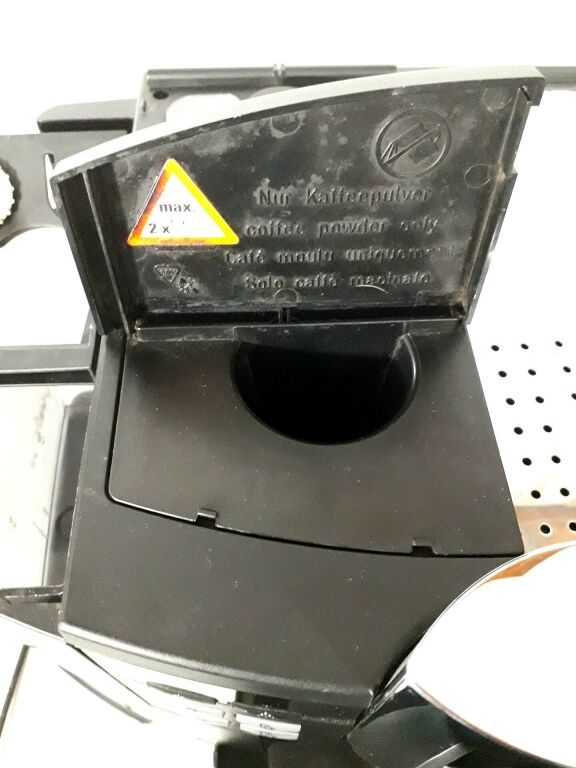 max.
2 x
Nur Kaffeepulver
coffee powder only
Café moulu uniquement
Solo caffè macinato